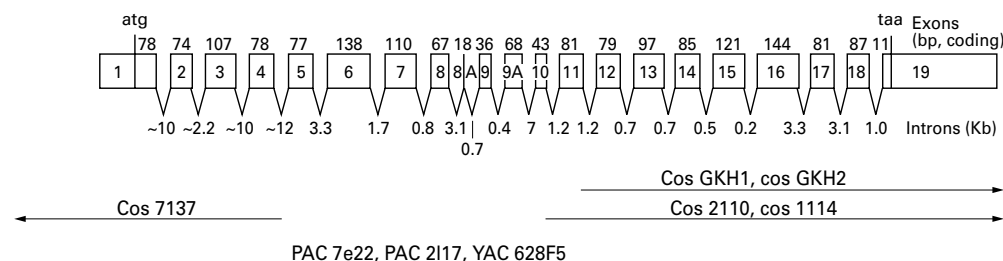 atg taa Exons
78 74 107 78 77 138 110 67 18 36 68 43 81 79 97 85 121 144 81 87 11 (bp, coding)
1 2 3 4 5 6 7 8 8A 9 9A 10 11 12 13 14 15 16 17 18 19
~10 ~2.2 ~10 ~12 3.3 1.7 0.8 3.1 0.4 7 1.2 1.2 0.7 0.7 0.5 0.2 3.3 3.1 1.0 Introns (Kb)
0.7
Cos GKH1, cos GKH2
Cos 7137 Cos 2110, cos 1114
PAC 7e22, PAC 2I17, YAC 628F5